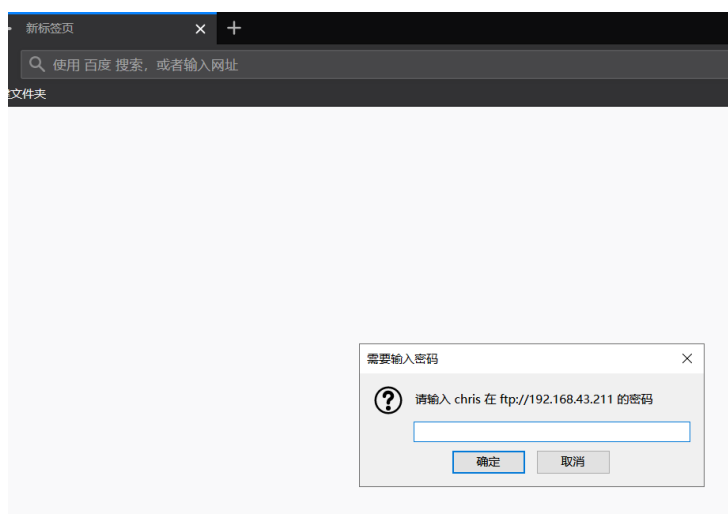 新标签页
使用 百度 搜索，或者输入网址
文件夹
需要输入密码
请输入 chris 在 ftp://192.168.43.211 的密码
确定 取消